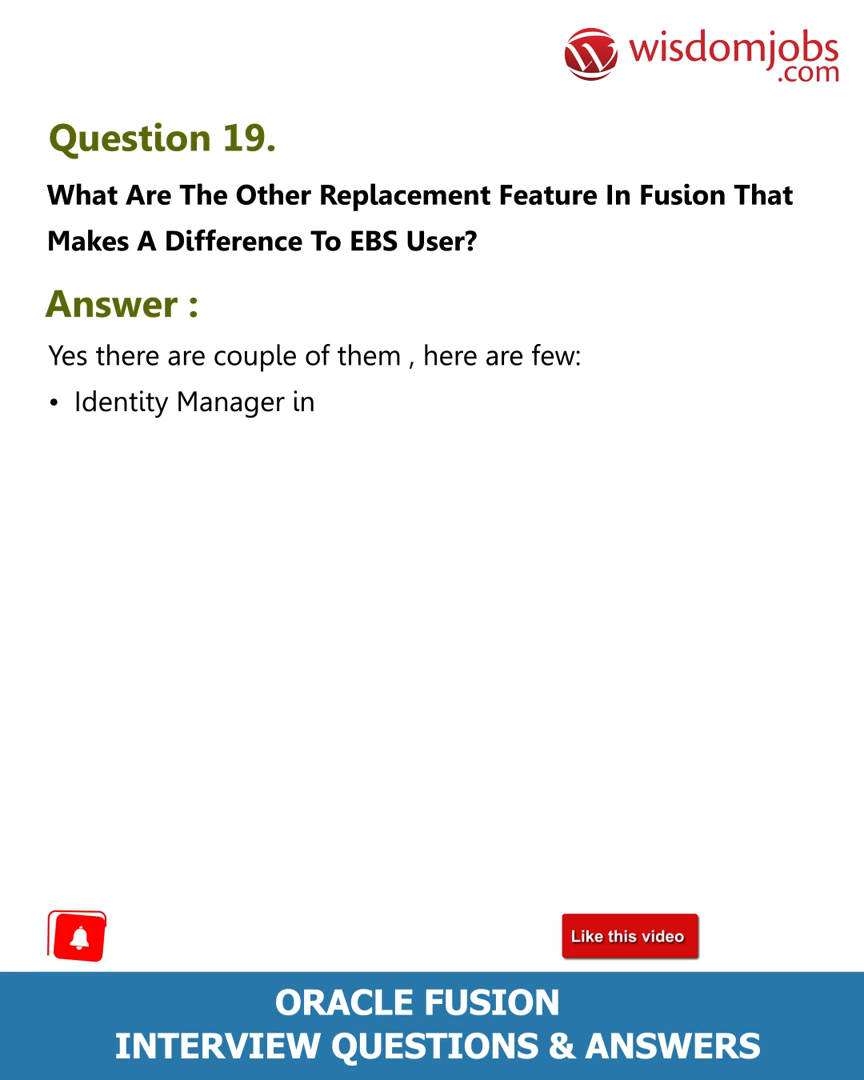 wisdomjobs
.com
Question 19.
What Are The Other Replacement Feature In Fusion That
Makes A Difference To EBS User?
Answer :
Yes there are couple of them , here are few:
• Identity Manager in
Like this video
ORACLE FUSION
INTERVIEW QUESTIONS & ANSWERS